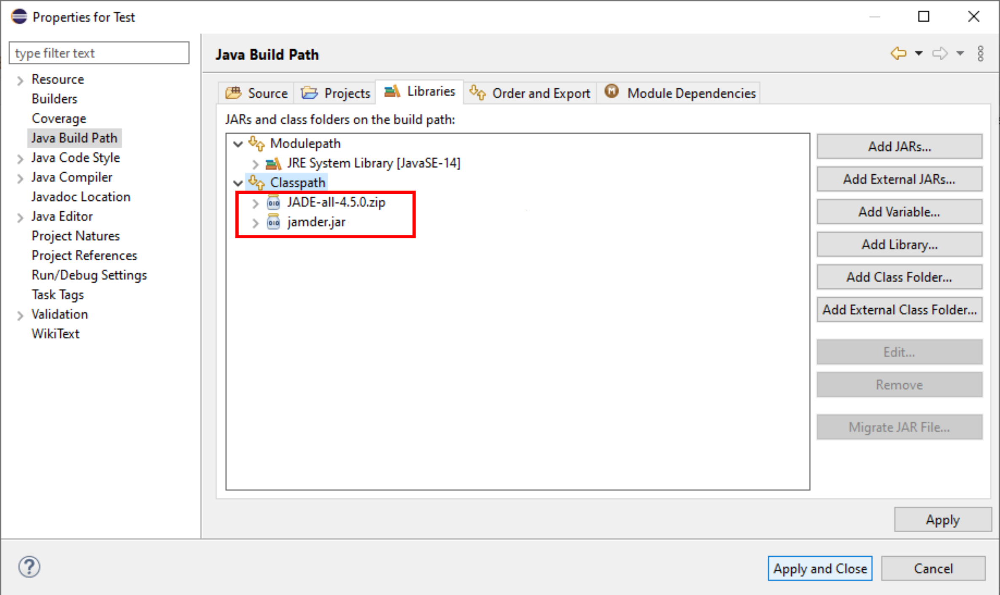 Properties for Test
type filter text
Resource
Builders
Coverage
Java Build Path
Java Code Style
Java Compiler
Javadoc Location
Java Editor
Project Natures
Project References
Run/Debug Settings
Task Tags
Validation
WikiText
Java Build Path
Source Projects Libraries Order and Export M Module Dependencies
JARs and class folders on the build path:
Modulepath
JRE System Library [JavaSE-14]
Classpath
010 JADE-all-4.5.0.zip
010 jamder.jar
Add JARs...
Add External JARs...
Add Variable...
Add Library...
Add Class Folder...
Add External Class Folder...
Edit...
Remove
Migrate JAR File...
Apply
?
Apply and Close Cancel